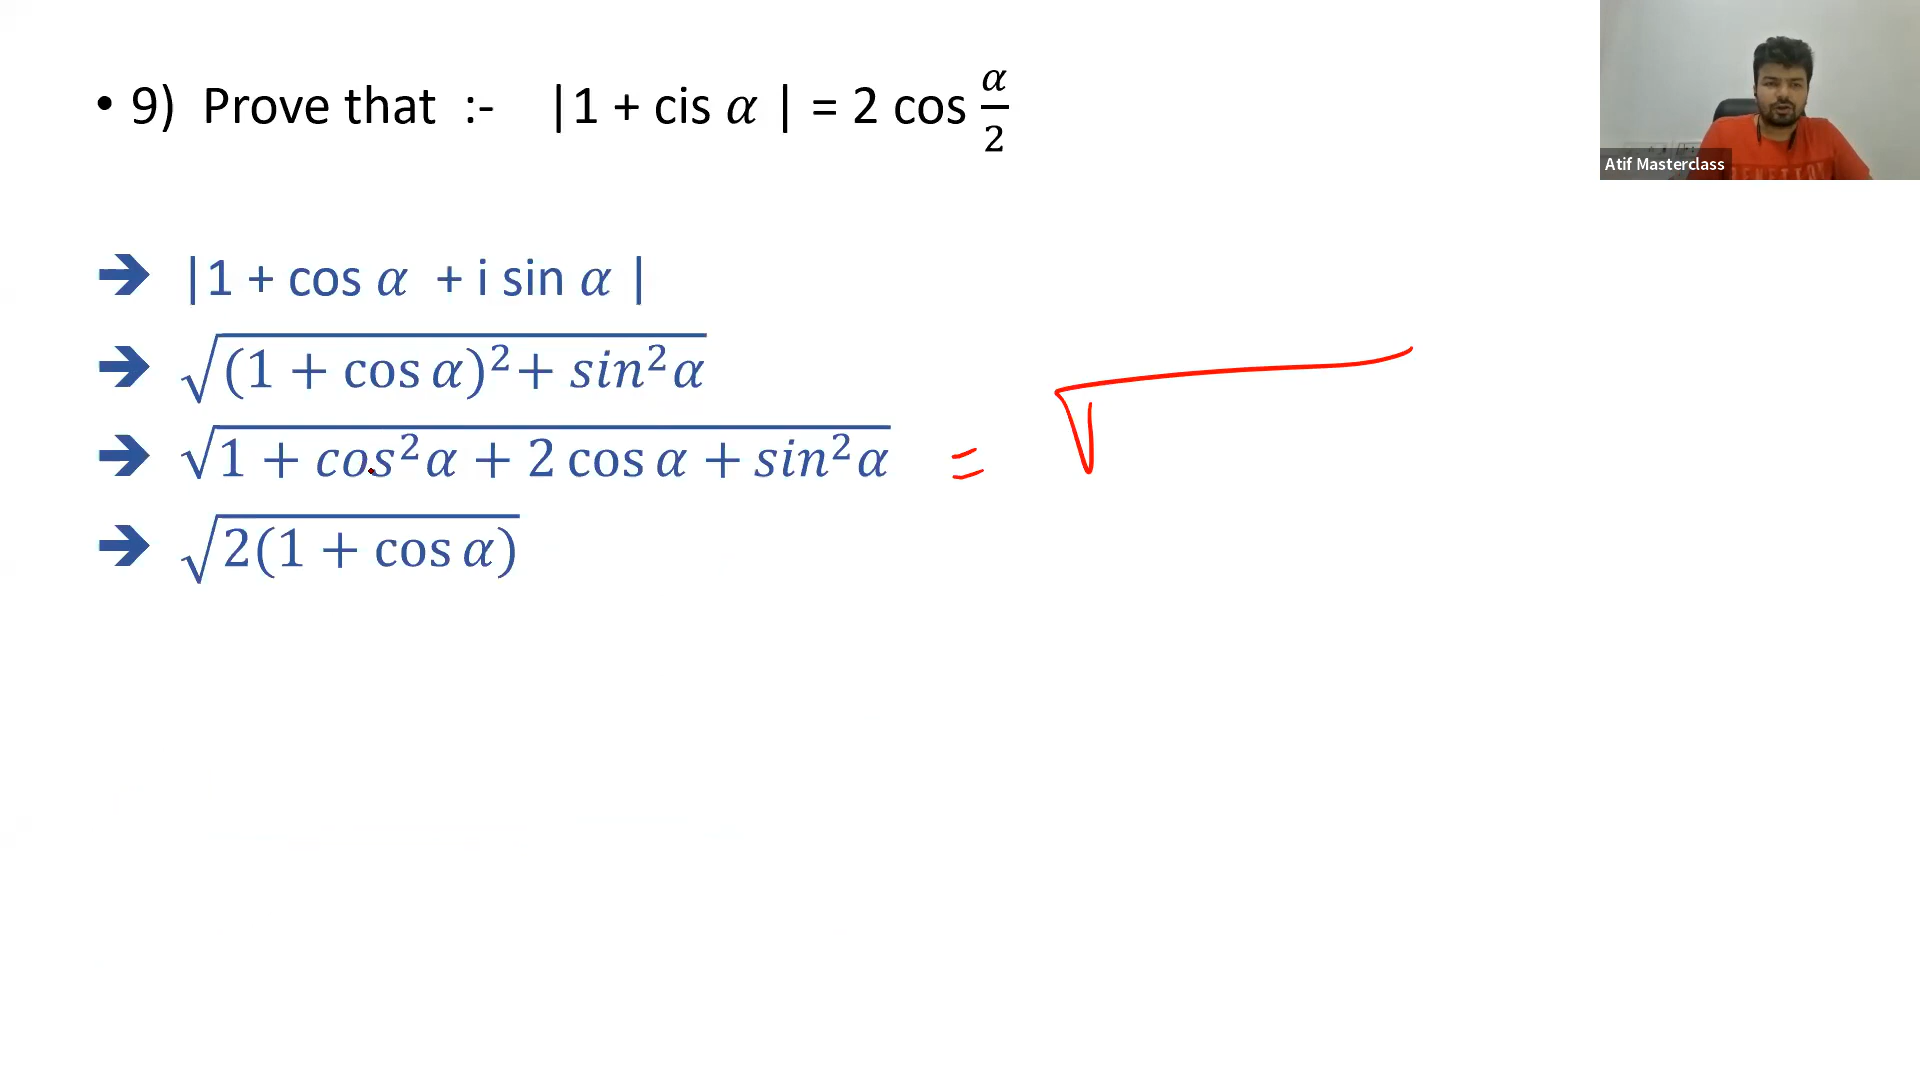 • 9) Prove that :- |1 + cis α | = 2 cos α/2
Atif Masterclass
➔ |1 + cos α + i sin α |
➔ √((1 + cos α)² + sin²α)
➔ √(1 + cos²α + 2 cos α + sin²α) = √
➔ √(2(1 + cos α))